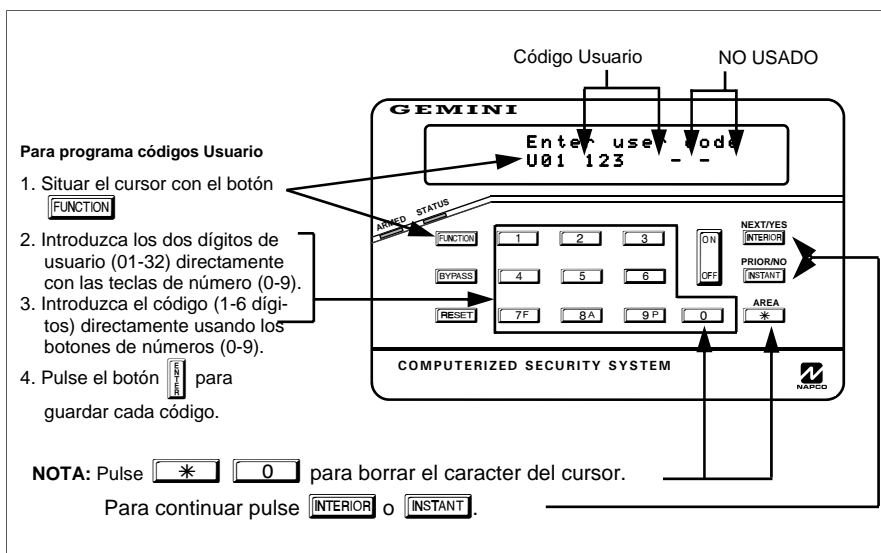 Código Usuario NO USADO
GEMINI
Enter user code
U01 123 - -
Para programa códigos Usuario
1. Situar el cursor con el botón
FUNCTION
2. Introduzca los dos dígitos de
usuario (01-32) directamente
con las teclas de número (0-9).
3. Introduzca el código (1-6 dígi-
tos) directamente usando los
botones de números (0-9).
4. Pulse el botón ENTER para
guardar cada código.
ARMED STATUS
FUNCTION 1 2 3 ON NEXT/YES INTERIOR
BYPASS 4 5 6 OFF PRIOR/NO INSTANT
RESET 7F 8A 9P 0 AREA *
COMPUTERIZED SECURITY SYSTEM
NAPCO
NOTA: Pulse * 0 para borrar el caracter del cursor.
Para continuar pulse INTERIOR o INSTANT.